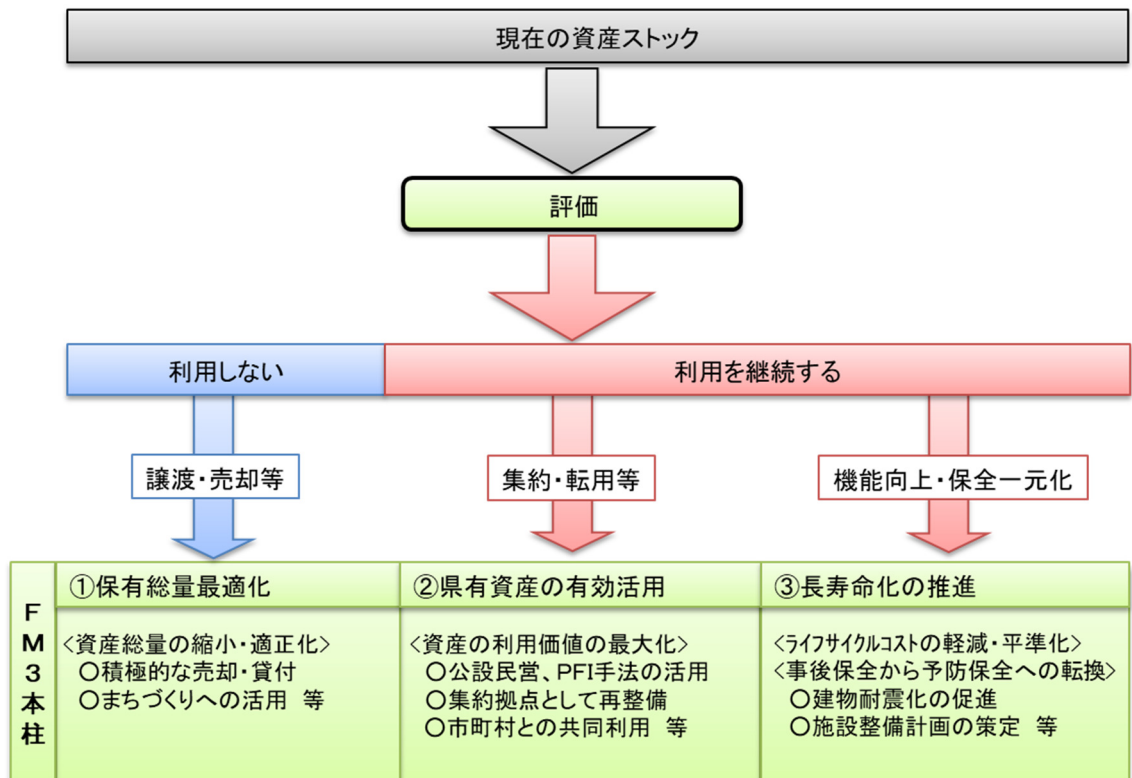 現在の資産ストック
評価
利用しない
利用を継続する
譲渡・売却等
集約・転用等
機能向上・保全一元化
FM3本柱
①保有総量最適化
<資産総量の縮小・適正化>
○積極的な売却・貸付
○まちづくりへの活用 等
②県有資産の有効活用
<資産の利用価値の最大化>
○公設民営、PFI手法の活用
○集約拠点として再整備
○市町村との共同利用 等
③長寿命化の推進
<ライフサイクルコストの軽減・平準化>
<事後保全から予防保全への転換>
○建物耐震化の促進
○施設整備計画の策定 等